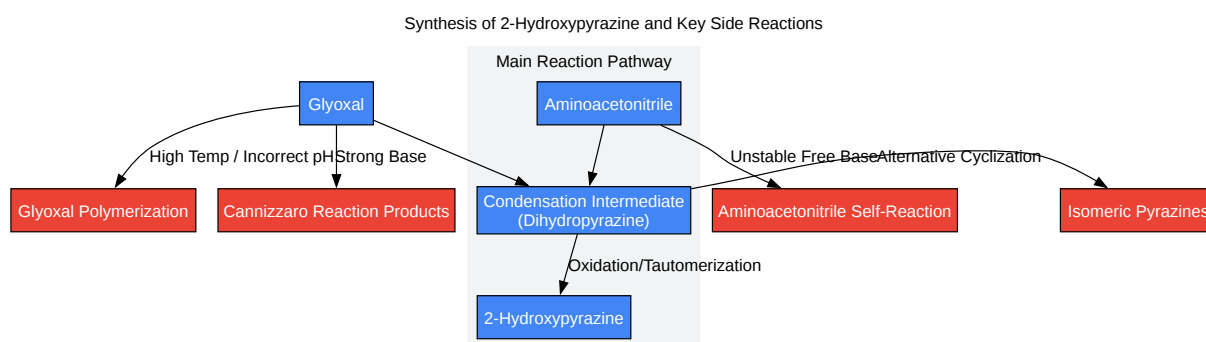 Synthesis of 2-Hydroxypyrazine and Key Side Reactions
Main Reaction Pathway
Glyoxal
Aminoacetonitrile
High Temp / Incorrect pH
Strong Base
Unstable Free Base
Alternative Cyclization
Glyoxal Polymerization
Cannizzaro Reaction Products
Condensation Intermediate
(Dihydropyrazine)
Aminoacetonitrile Self-Reaction
Isomeric Pyrazines
Oxidation/Tautomerization
2-Hydroxypyrazine